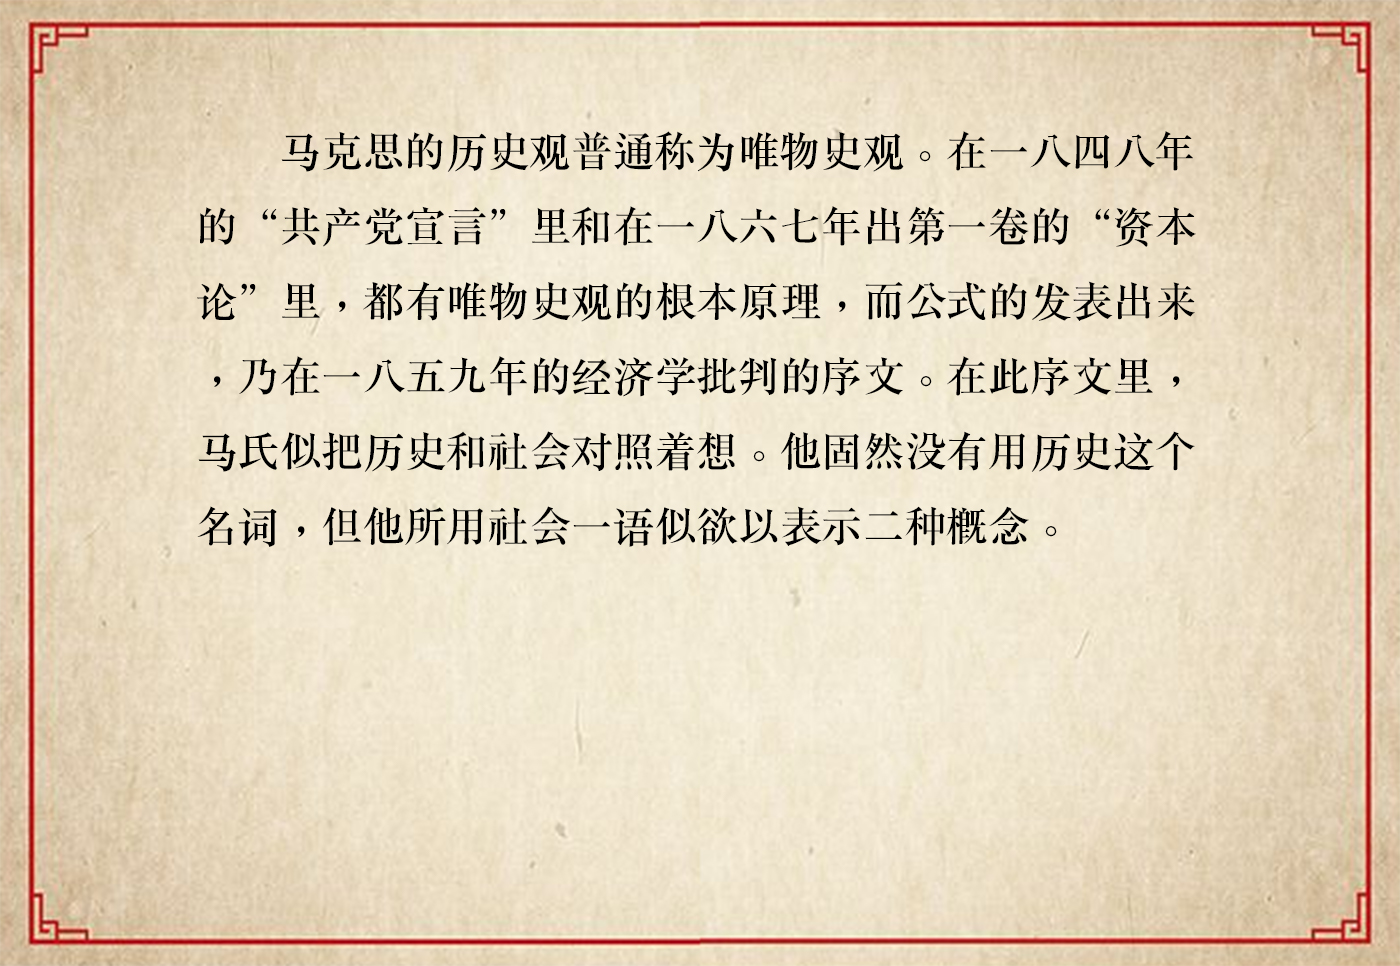 马克思的历史观普通称为唯物史观。在一八四八年
的“共产党宣言”里和在一八六七年出第一卷的“资本
论”里，都有唯物史观的根本原理，而公式的发表出来
，乃在一八五九年的经济学批判的序文。在此序文里，
马氏似把历史和社会对照着想。他固然没有用历史这个
名词，但他所用社会一语似欲以表示二种概念。